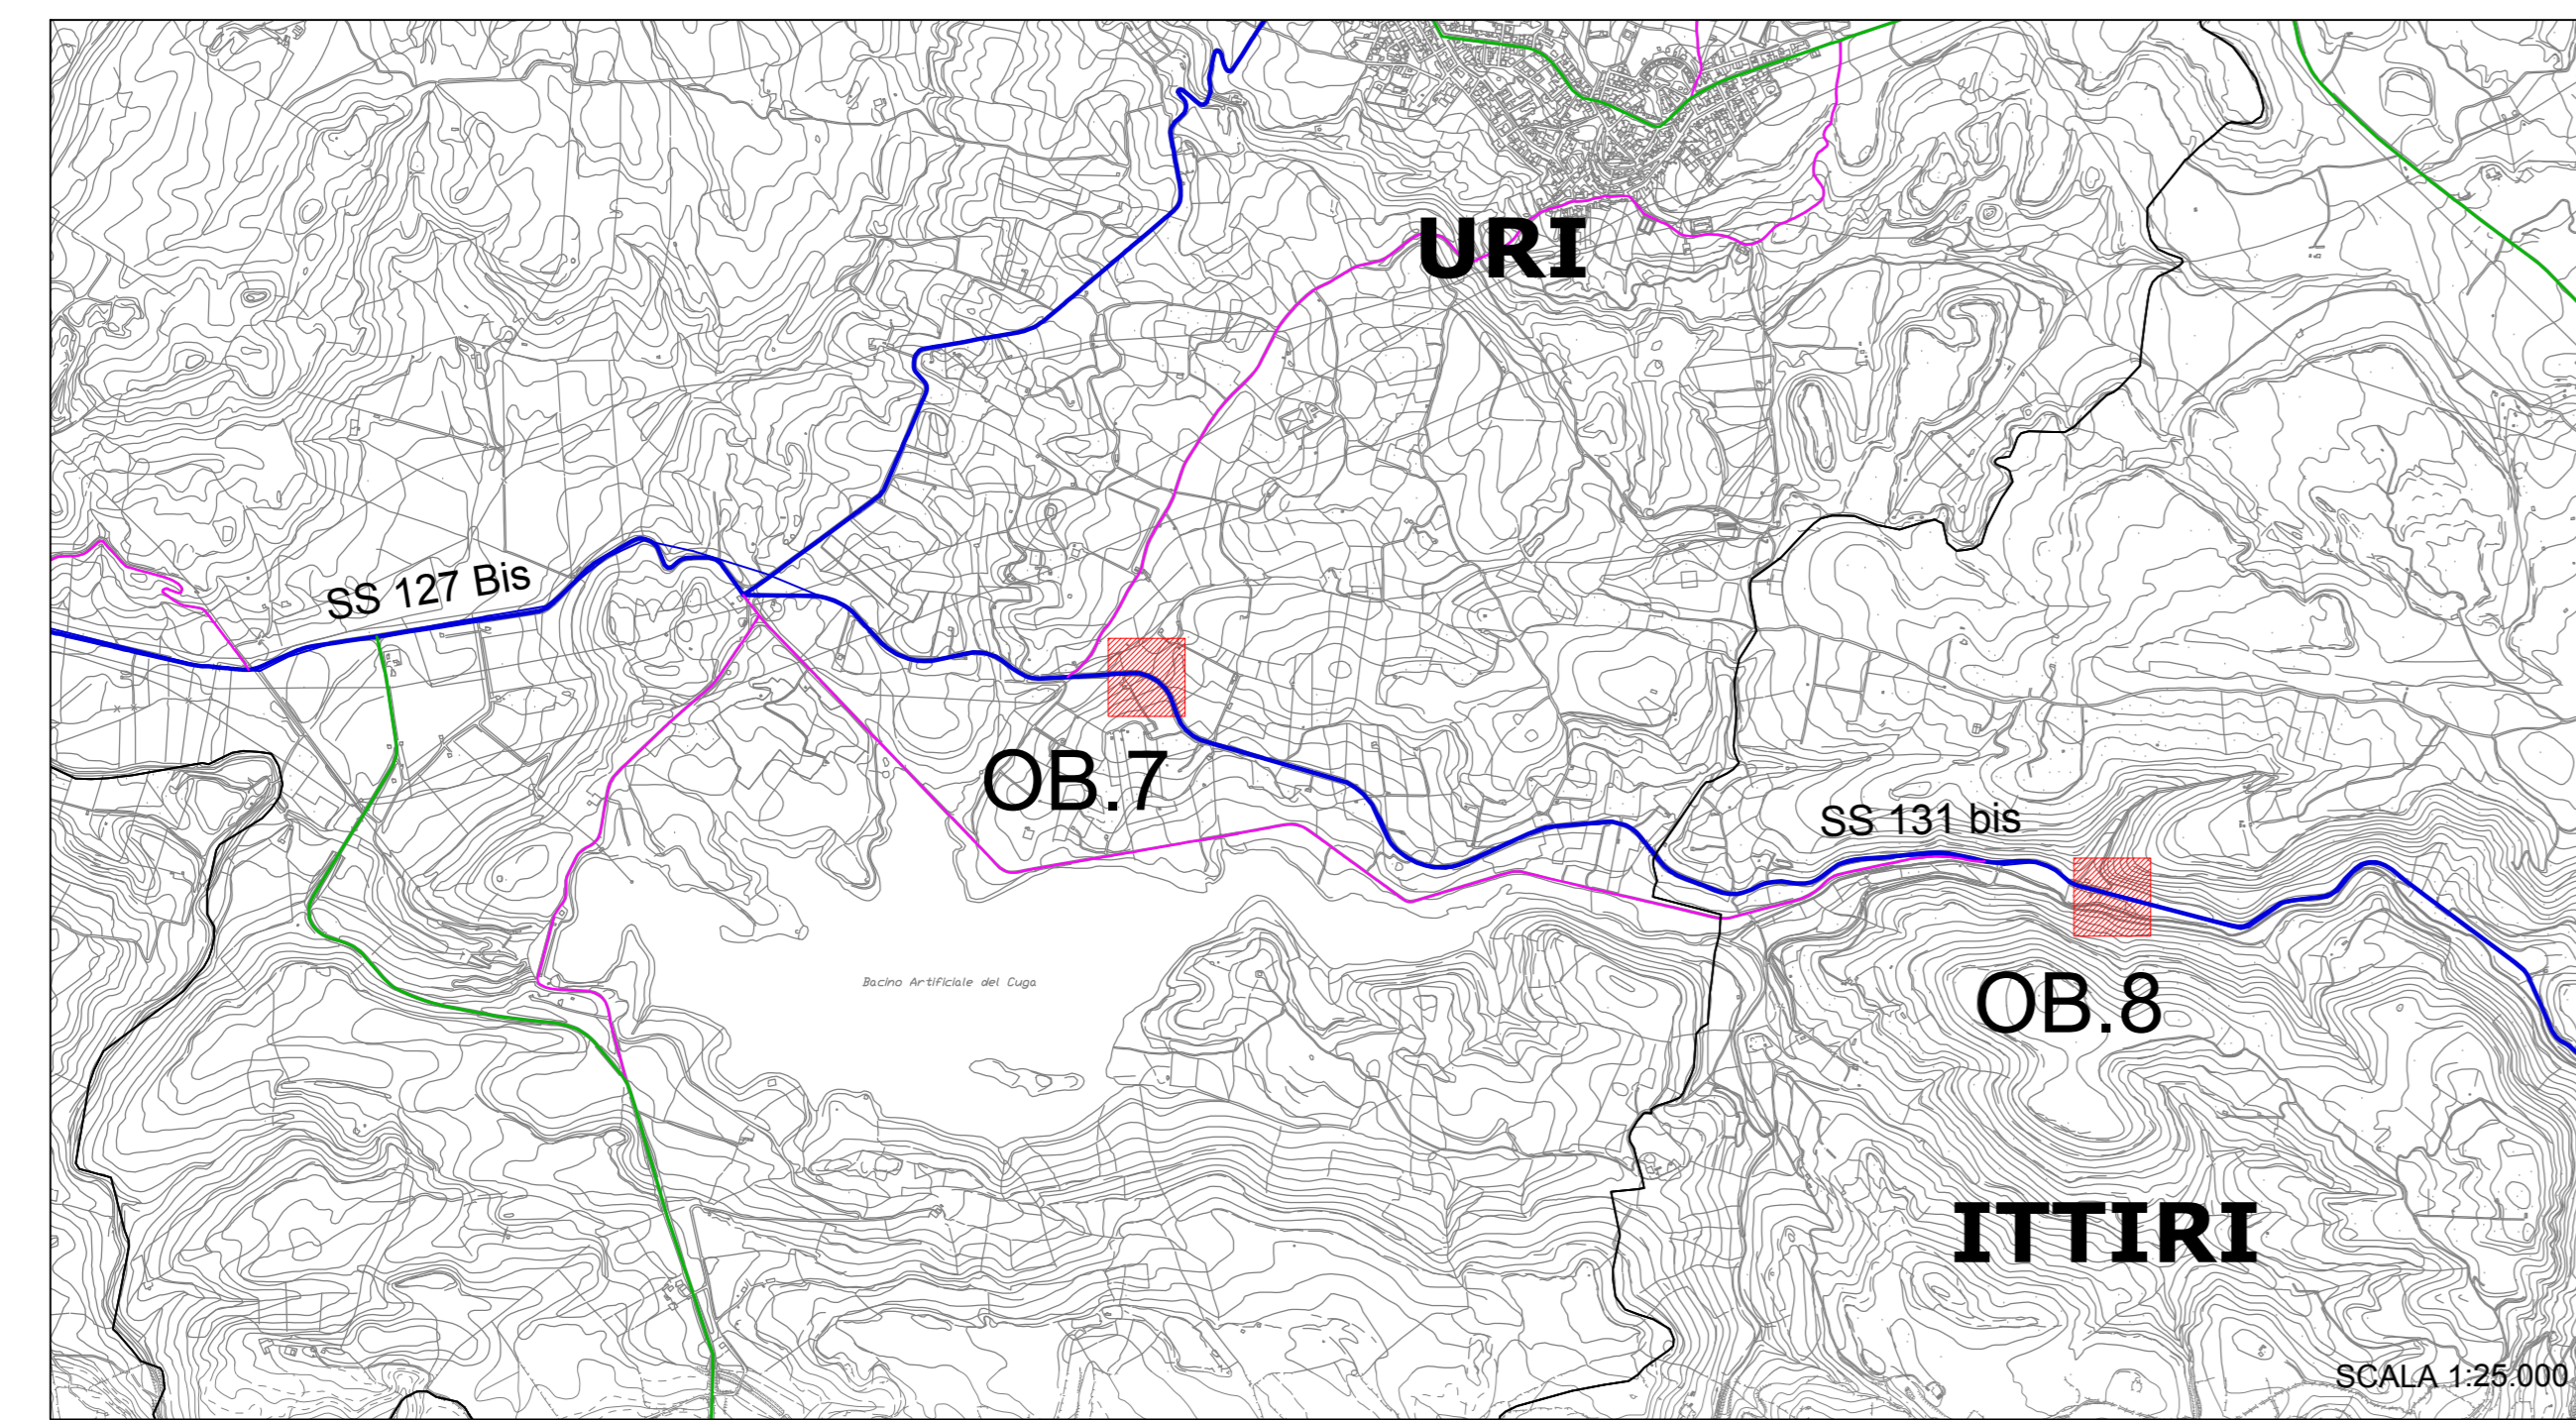 URI
SS 127 Bis
OB.7
SS 131 bis
Bacino Artificiale del Cuga
OB.8
ITTIRI
SCALA 1:25.000